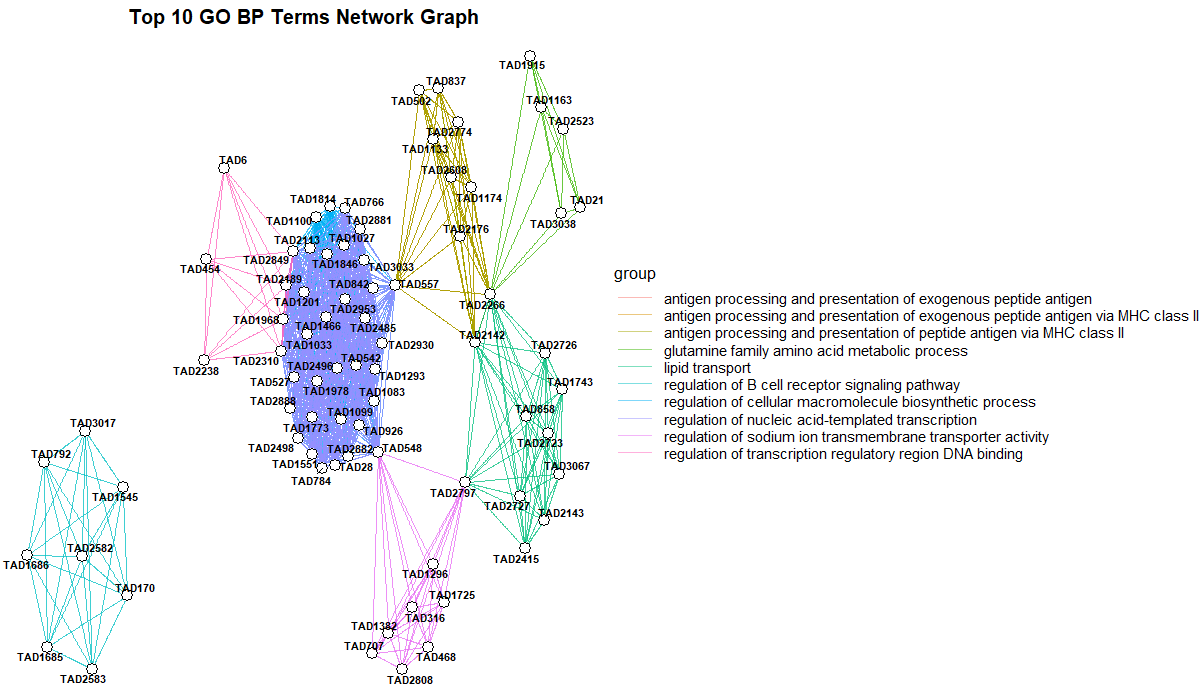 Top 10 GO BP Terms Network Graph
TAD1915
TAD837
TAD502
TAD1163
TAD2523
TAD2774
TAD1133
TAD6
TAD2608
TAD1174
TAD21
TAD3038
TAD1814
TAD766
TAD1100
TAD2881
TAD2176
TAD2113
TAD1027
TAD2849
TAD1846
TAD3033
TAD454
TAD2189
TAD842
TAD557
group
TAD1201
TAD2953
TAD2266
antigen processing and presentation of exogenous peptide antigen
antigen processing and presentation of exogenous peptide antigen via MHC class II
antigen processing and presentation of peptide antigen via MHC class II
glutamine family amino acid metabolic process
lipid transport
regulation of B cell receptor signaling pathway
regulation of cellular macromolecule biosynthetic process
regulation of nucleic acid-templated transcription
regulation of sodium ion transmembrane transporter activity
regulation of transcription regulatory region DNA binding
TAD1968
TAD1466
TAD2485
TAD2142
TAD1033
TAD2930
TAD2726
TAD2310
TAD542
TAD2238
TAD2496
TAD527
TAD1293
TAD1743
TAD1978
TAD1083
TAD2888
TAD1099
TAD858
TAD1773
TAD926
TAD3017
TAD2723
TAD2498
TAD2882
TAD548
TAD792
TAD1551
TAD28
TAD3067
TAD784
TAD1545
TAD2797
TAD2727
TAD2143
TAD2582
TAD2415
TAD1686
TAD1296
TAD170
TAD1725
TAD316
TAD1382
TAD707
TAD1685
TAD468
TAD2583
TAD2808